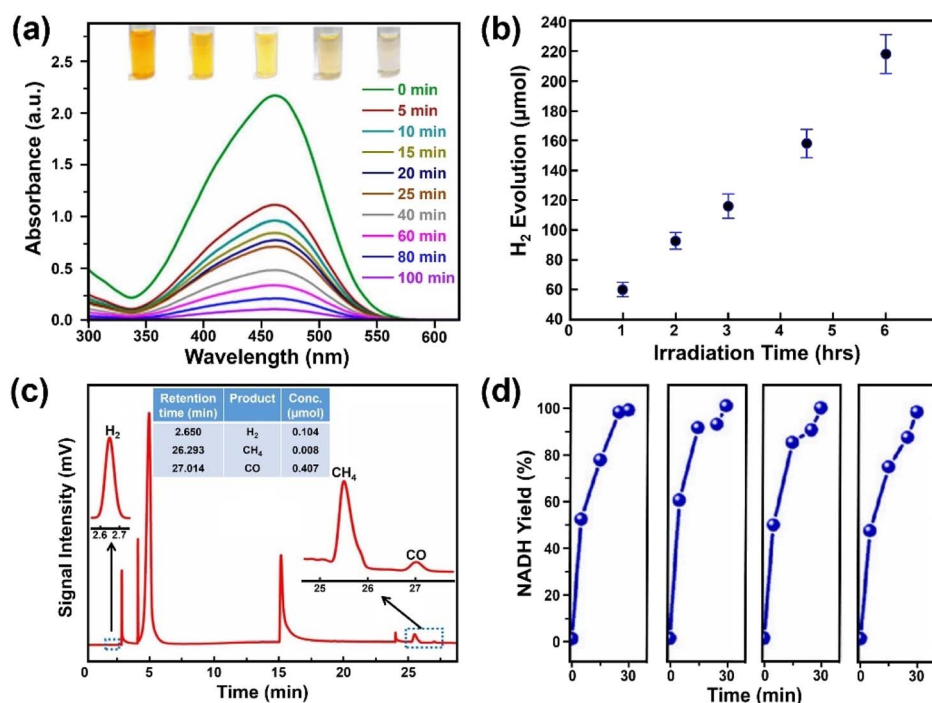 (a)
2.5
2.0
1.5
1.0
0.5
0.0
Absorbance (a.u.)
0 min
5 min
10 min
15 min
20 min
25 min
40 min
60 min
80 min
100 min
300 350 400 450 500 550 600
Wavelength (nm)
(b)
240
220
200
180
160
140
120
100
80
60
40
H₂ Evolution (μmol)
0 1 2 3 4 5 6
Irradiation Time (hrs)
(c)
Signal Intensity (mV)
Retention time (min) Product Conc. (μmol)
2.650 H₂ 0.104
26.293 CH₄ 0.008
27.014 CO 0.407
H₂
2.6 2.7
CH₄
CO
25 26 27
0 5 10 15 20 25
Time (min)
(d)
100
80
60
40
20
0
NADH Yield (%)
0 30 0 30 0 30 0 30
Time (min)